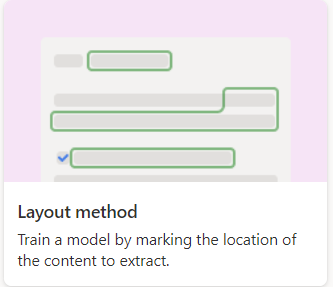 Layout method
Train a model by marking the location of
the content to extract.